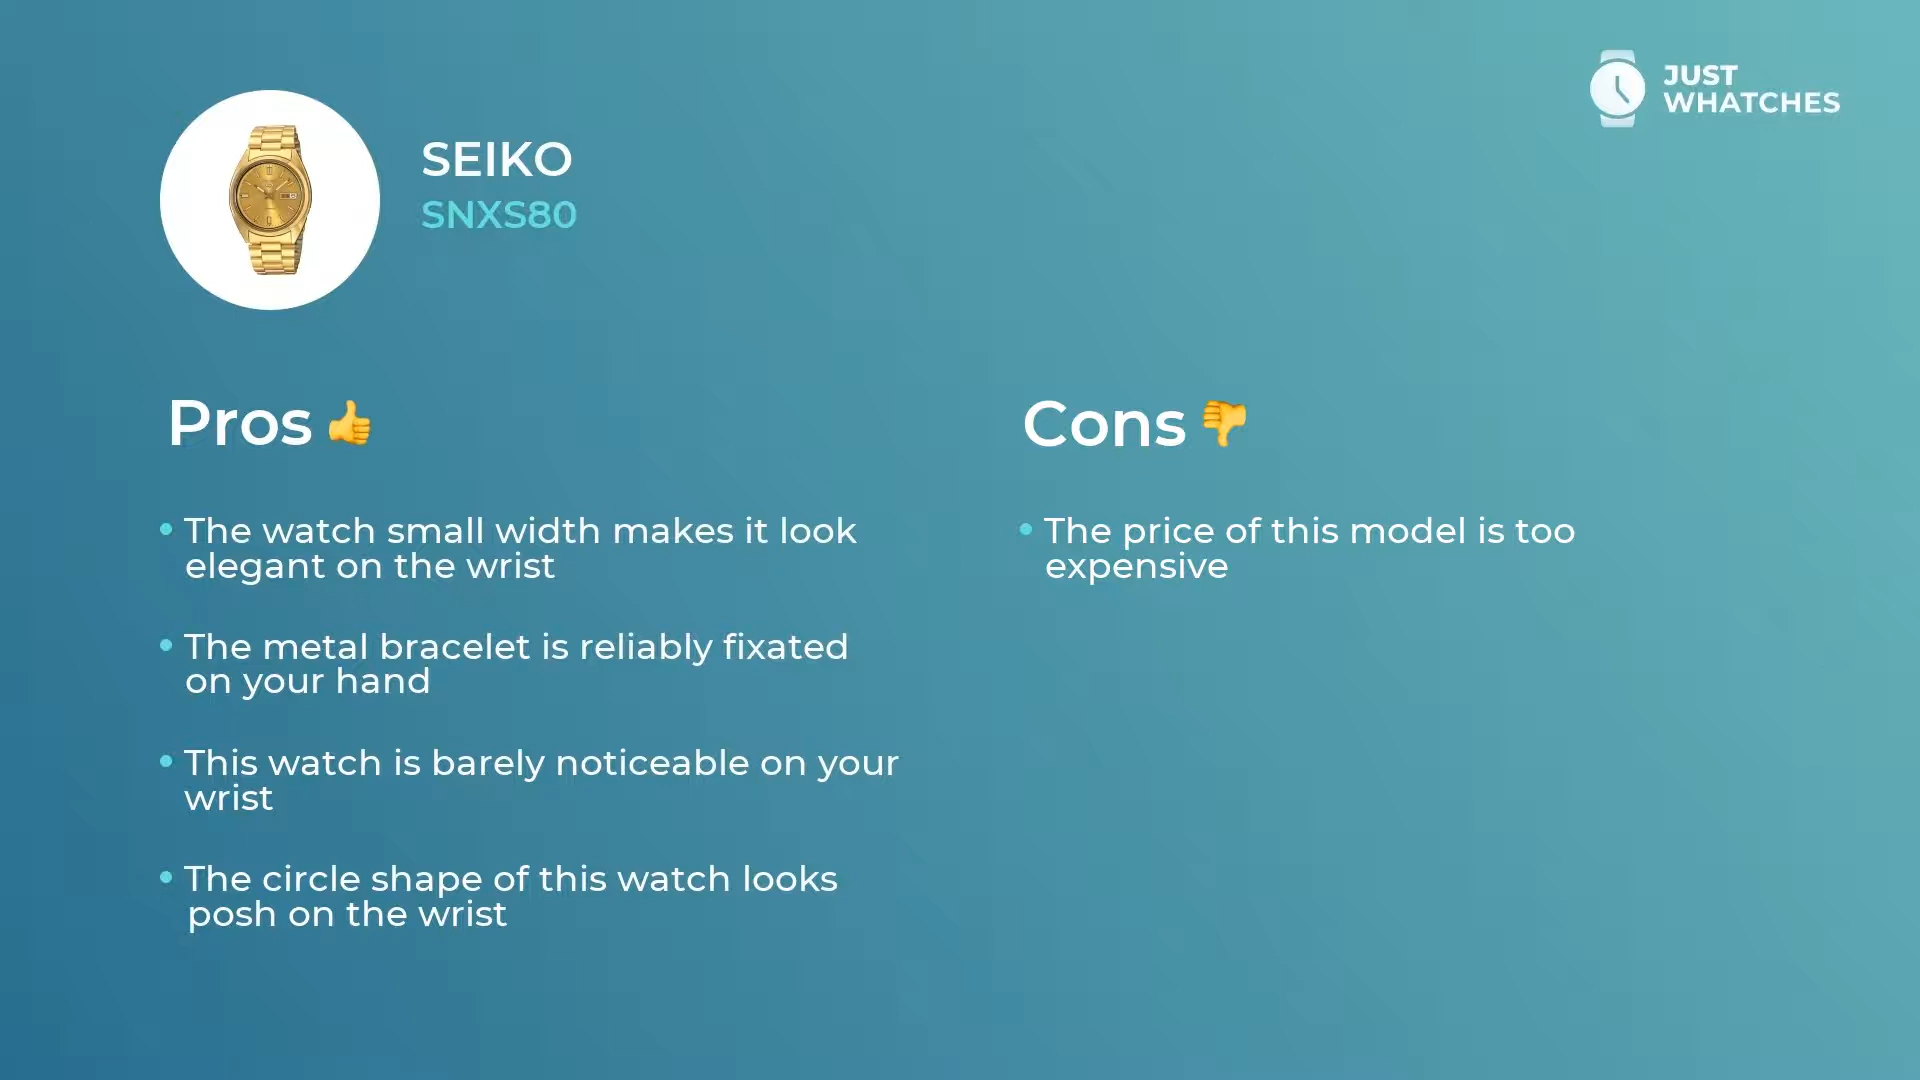 JUST
WHATCHES
SEIKO
SNXS80
Pros
• The watch small width makes it look
elegant on the wrist
• The metal bracelet is reliably fixated
on your hand
• This watch is barely noticeable on your
wrist
• The circle shape of this watch looks
posh on the wrist
Cons
• The price of this model is too
expensive